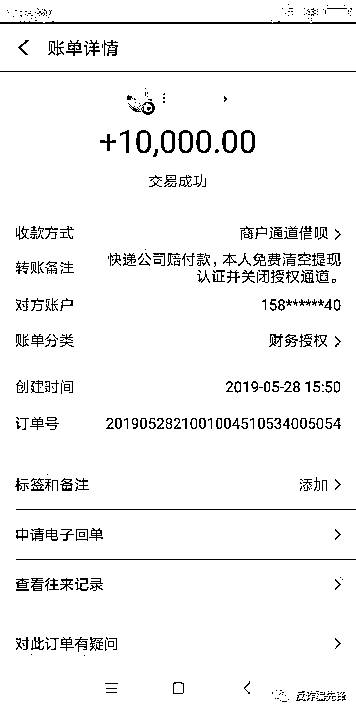 账单详情
+10,000.00
交易成功
收款方式 商户通道借呗
转账备注 快递公司赔付款，本人免费清空提现
认证并关闭授权通道。
对方账户 158******40
账单分类 财务授权
创建时间 2019-05-28 15:50
订单号 2019052821001004510534005054
标签和备注 添加
申请电子回单
查看往来记录
对此订单有疑问
反诈骗先锋